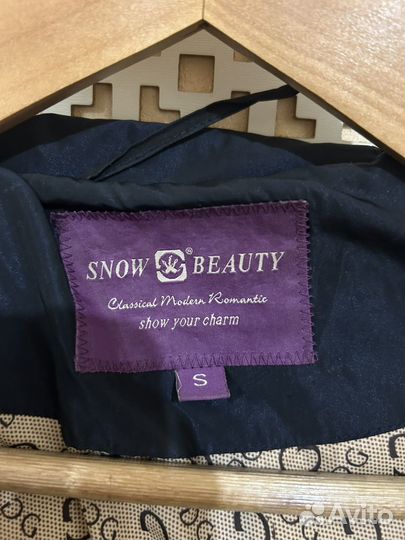 SNOW ® BEAUTY
Classical Modern Romantic
show your charm
S
Avito